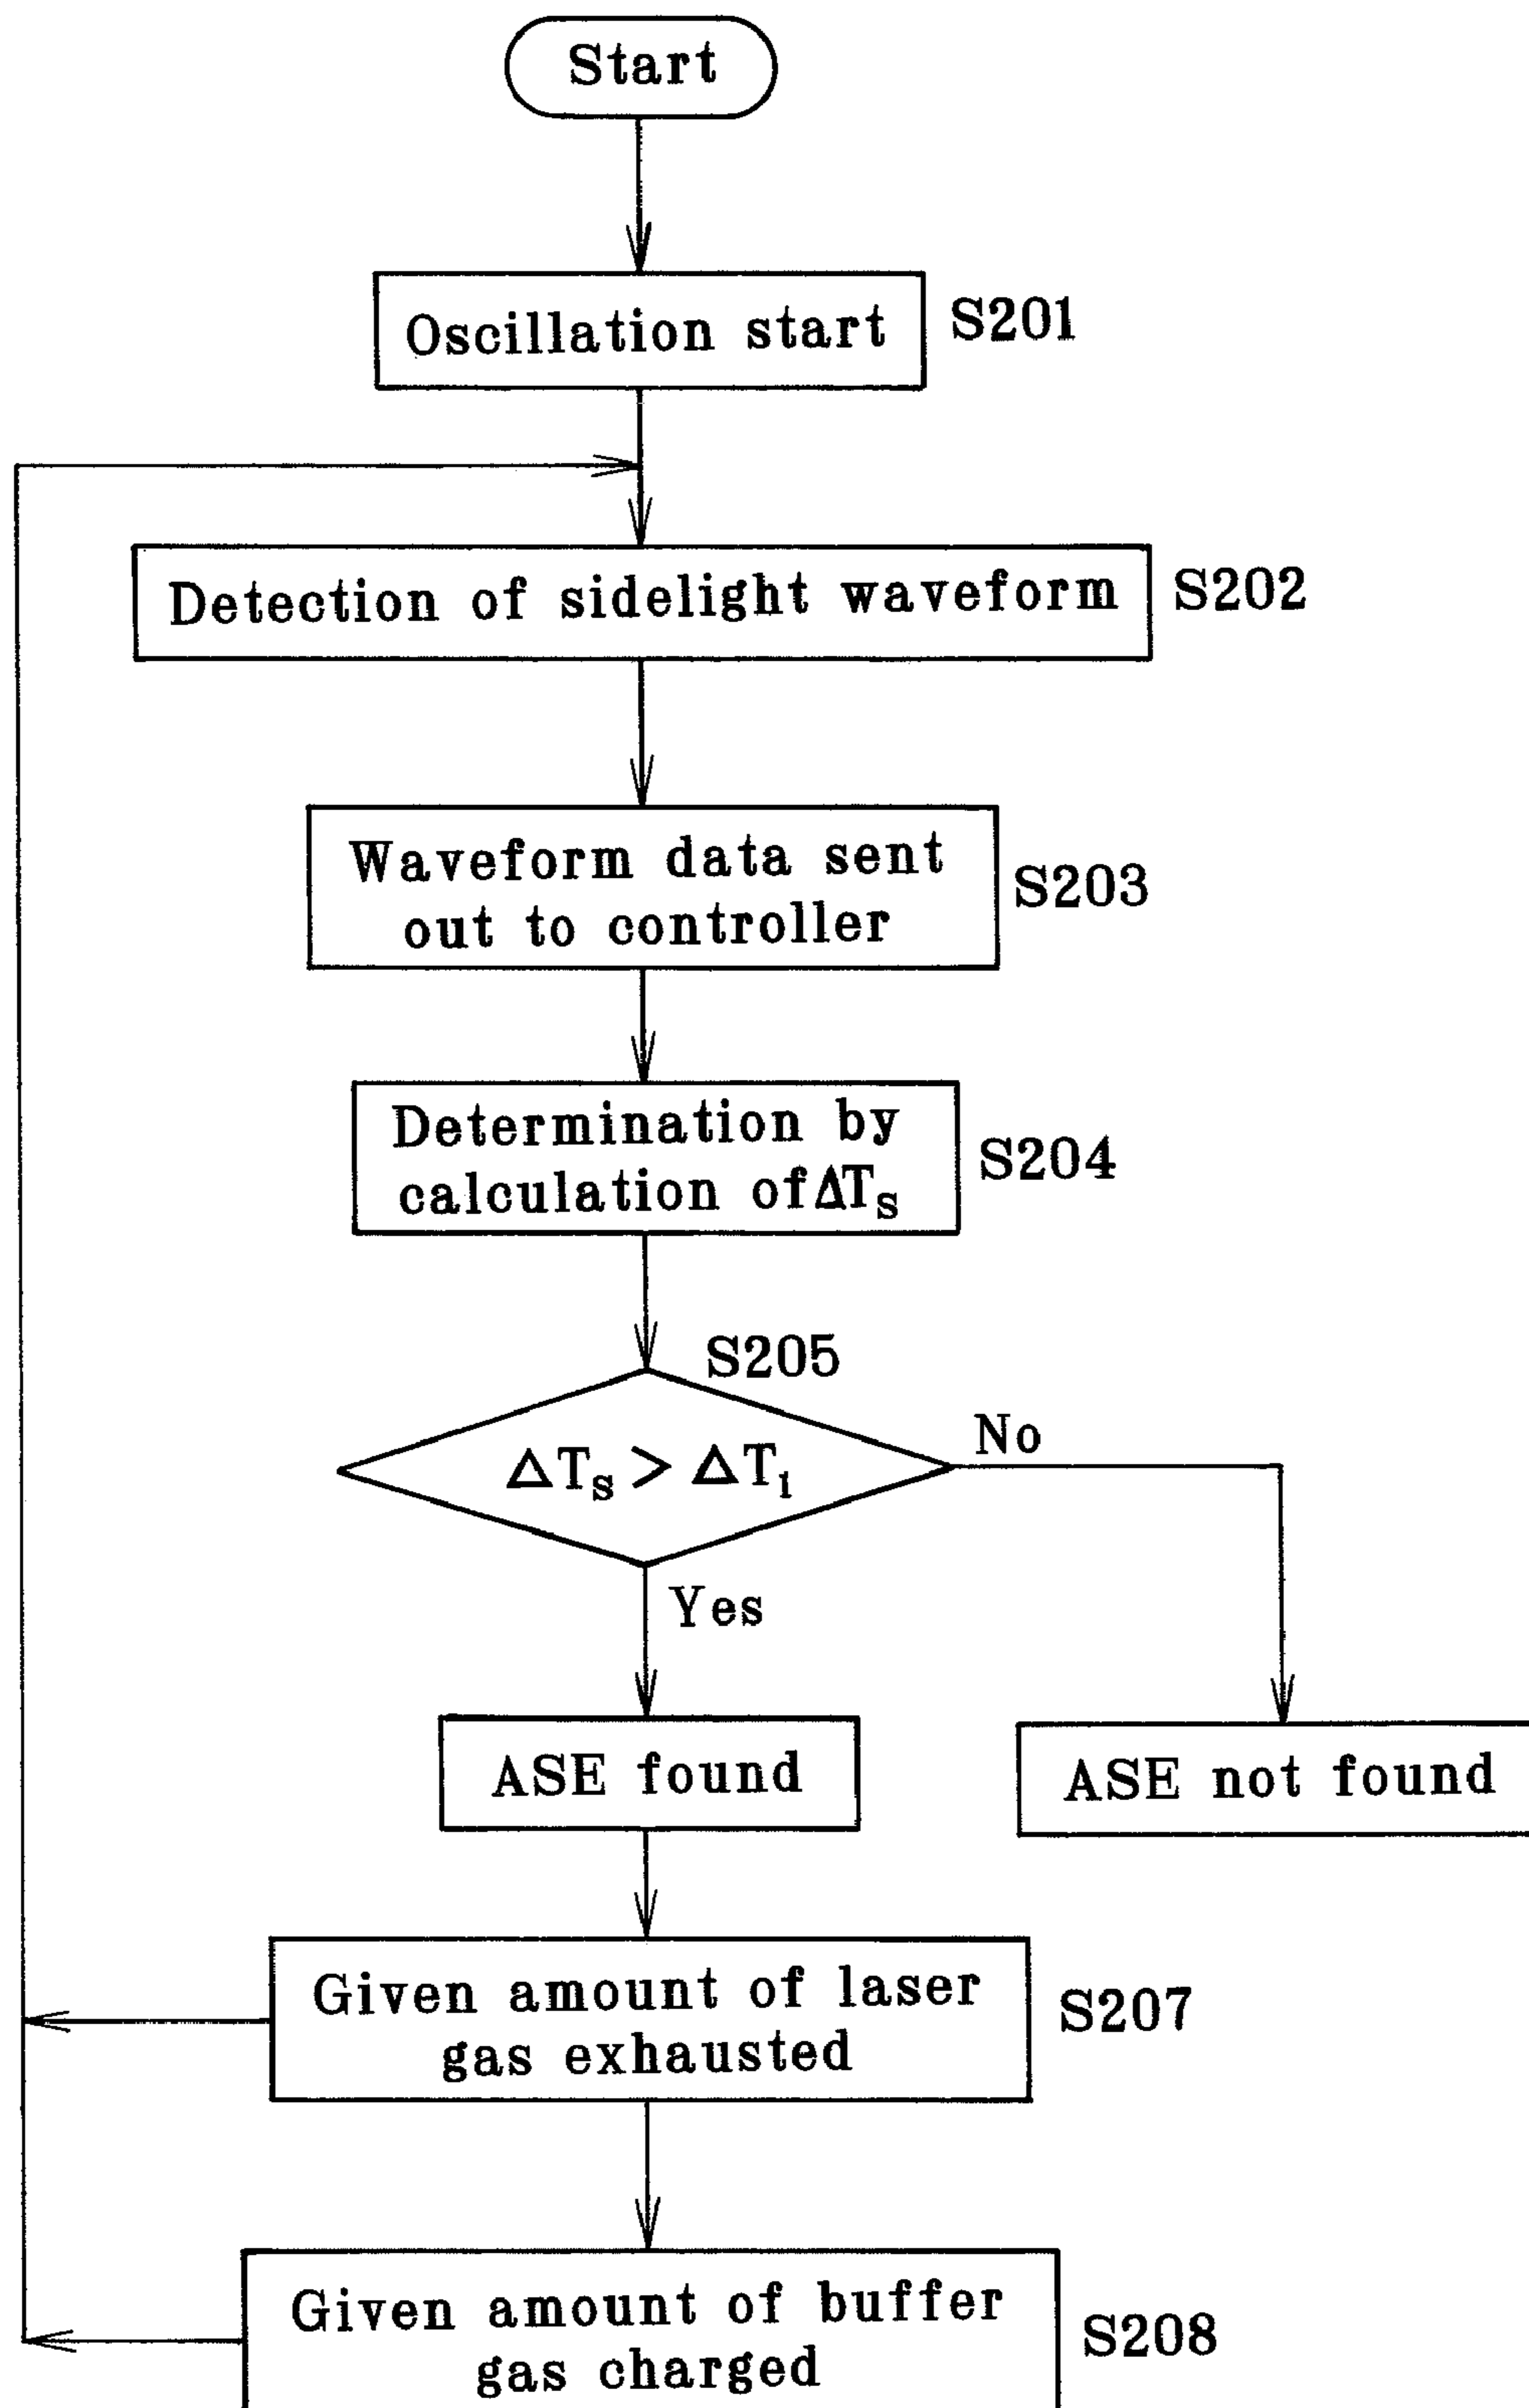 Start
Oscillation start
S201
Detection of sidelight waveform
S202
Waveform data sent
out to controller
S203
Determination by
calculation of ΔTs
S204
S205
ΔTs > ΔT1
No
Yes
ASE found
ASE not found
Given amount of laser
gas exhausted
S207
Given amount of buffer
gas charged
S208